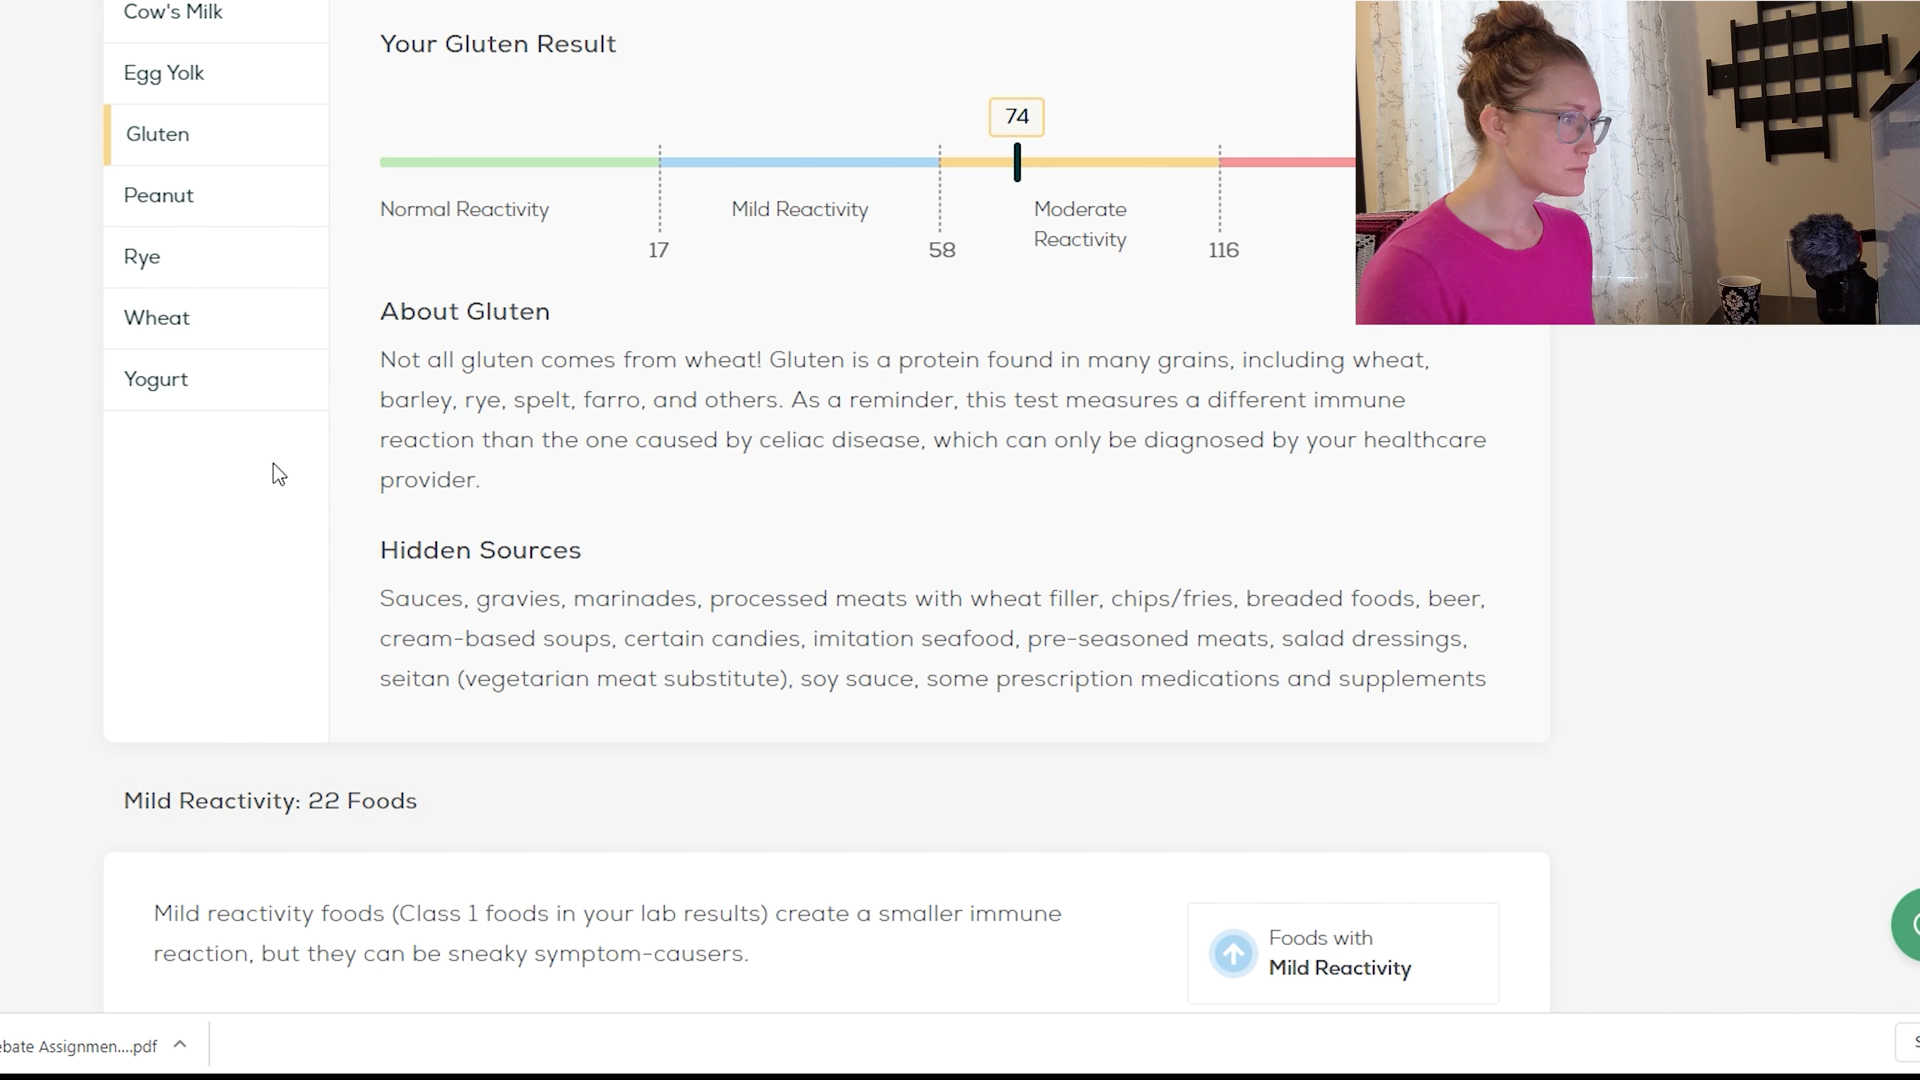 Cow's Milk
Egg Yolk
Gluten
Peanut
Rye
Wheat
Yogurt
Your Gluten Result
74
Normal Reactivity
Mild Reactivity
Moderate
Reactivity
17
58
116
About Gluten
Not all gluten comes from wheat! Gluten is a protein found in many grains, including wheat,
barley, rye, spelt, farro, and others. As a reminder, this test measures a different immune
reaction than the one caused by celiac disease, which can only be diagnosed by your healthcare
provider.
Hidden Sources
Sauces, gravies, marinades, processed meats with wheat filler, chips/fries, breaded foods, beer,
cream-based soups, certain candies, imitation seafood, pre-seasoned meats, salad dressings,
seitan (vegetarian meat substitute), soy sauce, some prescription medications and supplements
Mild Reactivity: 22 Foods
Mild reactivity foods (Class 1 foods in your lab results) create a smaller immune
reaction, but they can be sneaky symptom-causers.
Foods with
Mild Reactivity
ebate Assignmen....pdf